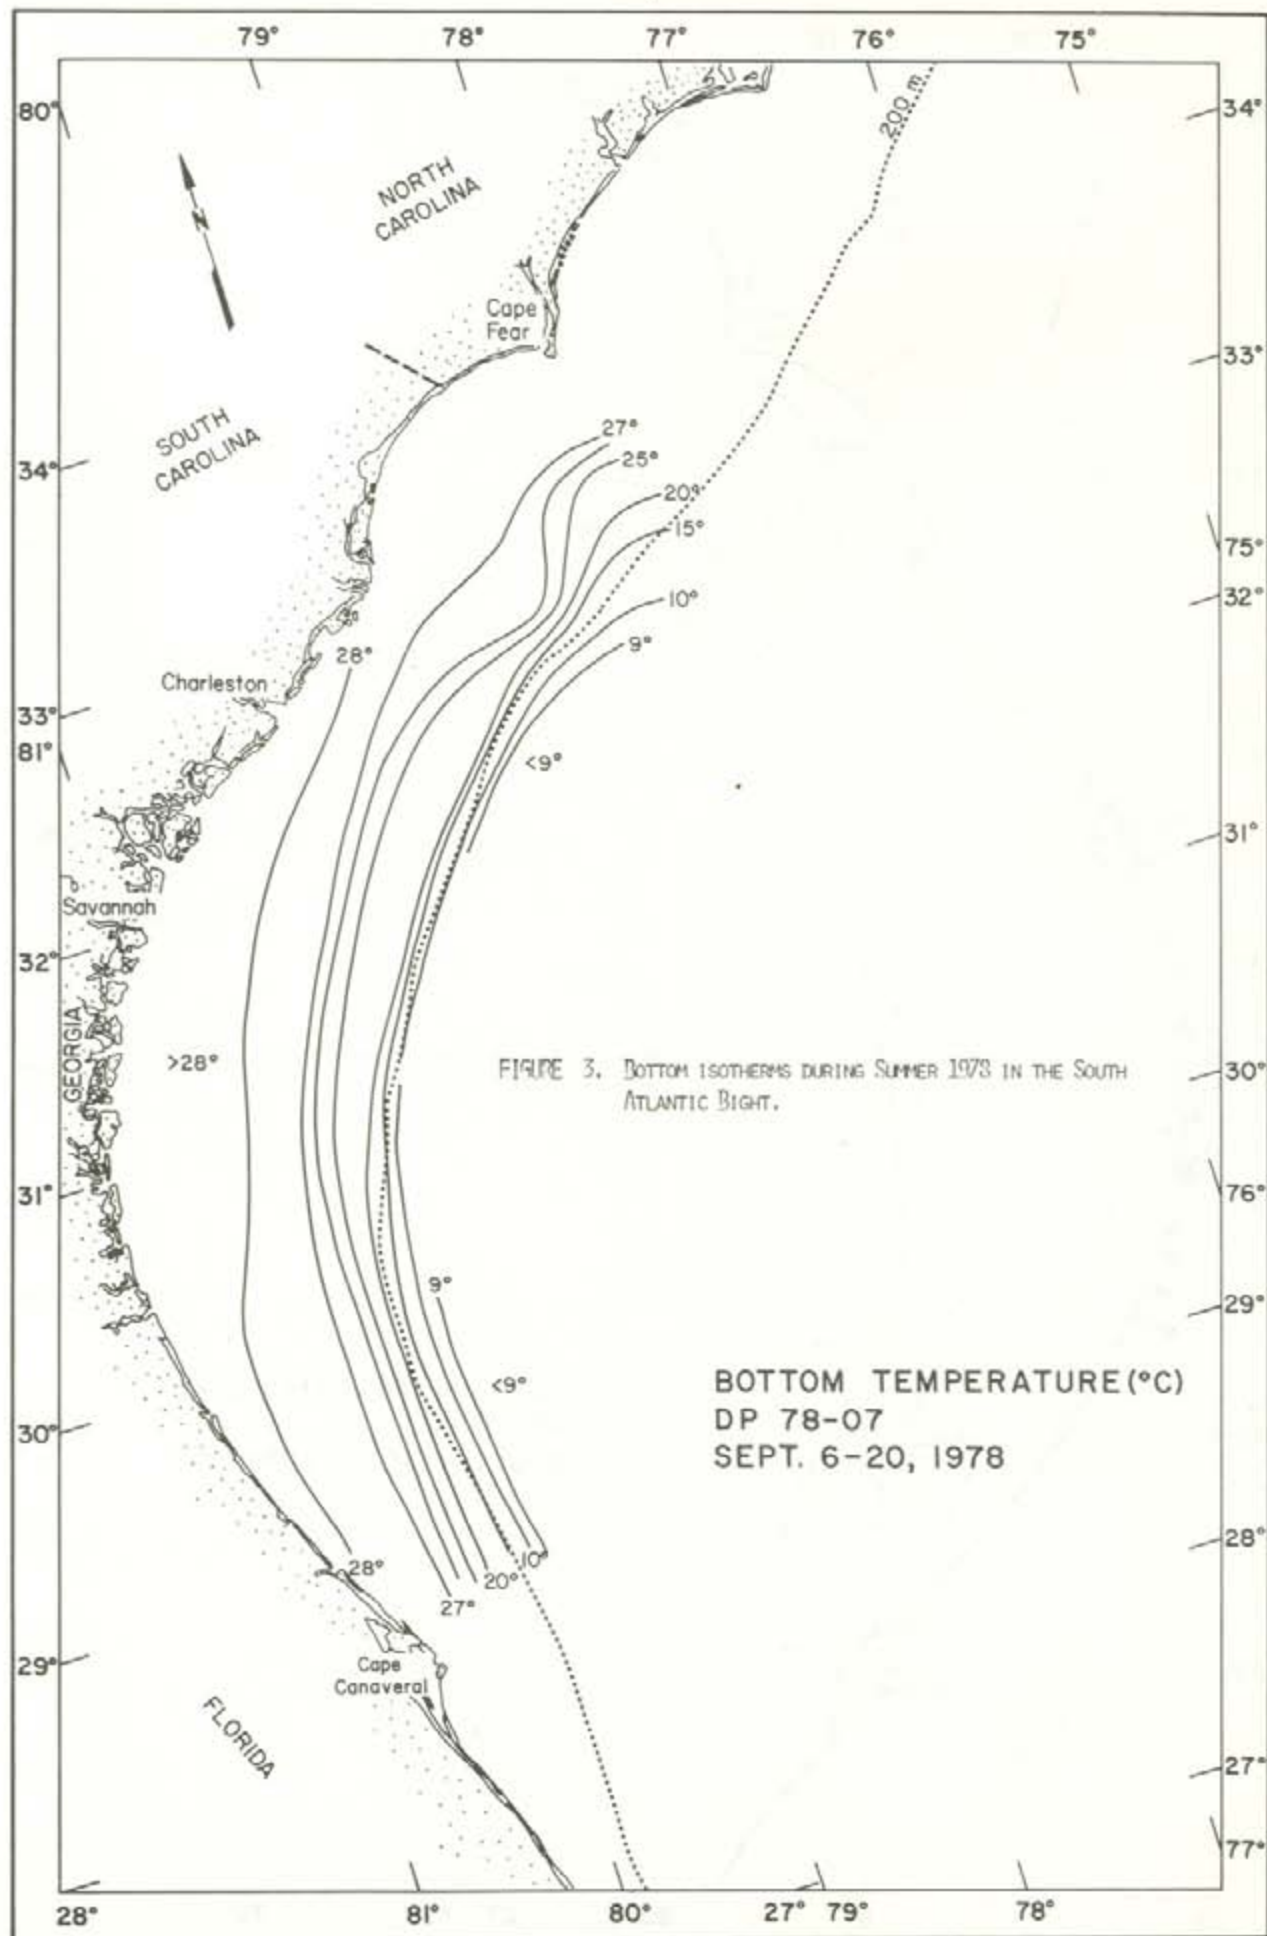 79° 78° 77° 76° 75°
80°
34°
200 m
N
NORTH
CAROLINA
Cape
Fear
33°
SOUTH
CAROLINA
34°
27°
25°
20°
15°
75°
32°
10°
9°
28°
Charleston
33°
81°
<9°
31°
Savannah
32°
GEORGIA
>28°
FIGURE 3. BOTTOM ISOTHERMS DURING SUMMER 1978 IN THE SOUTH
ATLANTIC BIGHT.
30°
31°
76°
9°
29°
<9°
BOTTOM TEMPERATURE (°C)
DP 78-07
SEPT. 6-20, 1978
30°
28°
10°
28°
20°
27°
29°
Cape
Canaveral
FLORIDA
27°
77°
28° 81° 80° 27° 79° 78°